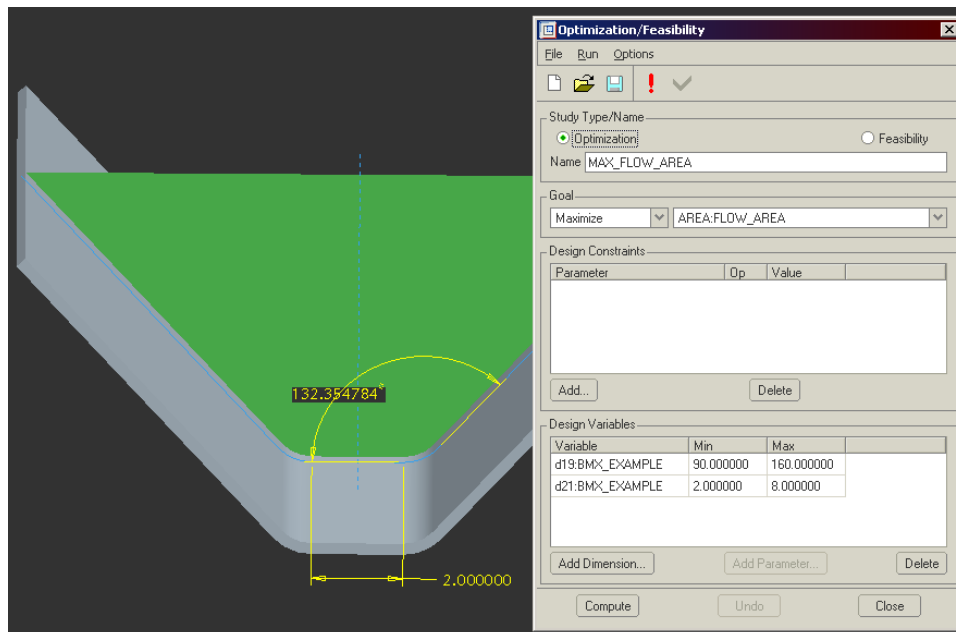 132.354784°
2.000000
Optimization/Feasibility
File Run Options
Study Type/Name
Optimization Feasibility
Name MAX_FLOW_AREA
Goal
Maximize AREA:FLOW_AREA
Design Constraints
Parameter Op Value
Add... Delete
Design Variables
Variable Min Max
d19:BMX_EXAMPLE 90.000000 160.000000
d21:BMX_EXAMPLE 2.000000 8.000000
Add Dimension... Add Parameter... Delete
Compute Undo Close